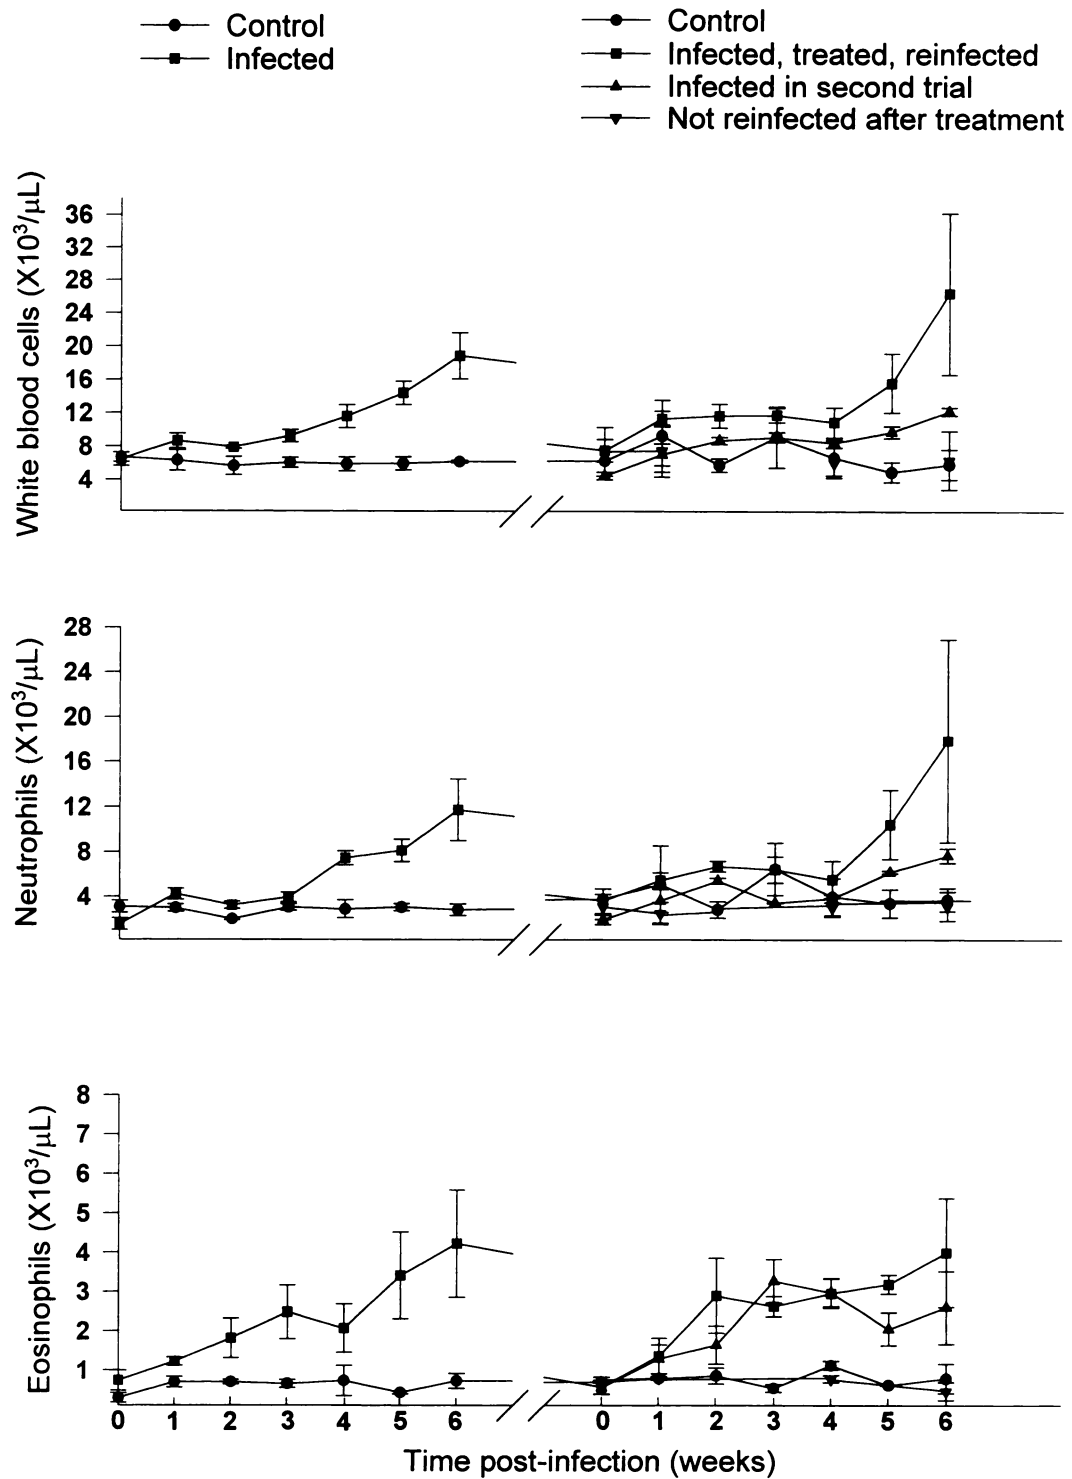 Control
Infected
Control
Infected, treated, reinfected
Infected in second trial
Not reinfected after treatment
White blood cells (X10³/μL)
36
32
28
24
20
16
12
8
4
Neutrophils (X10³/μL)
28
24
20
16
12
8
4
Eosinophils (X10³/μL)
8
7
6
5
4
3
2
1
0 1 2 3 4 5 6 0 1 2 3 4 5 6
Time post-infection (weeks)